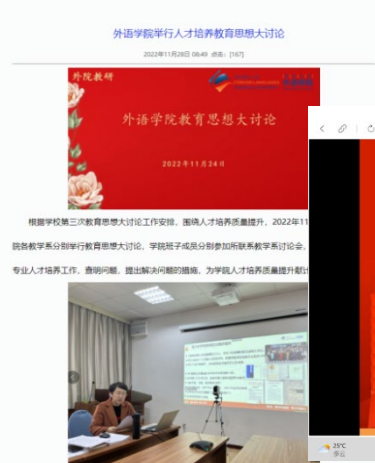 外语学院举行人才培养教育思想大讨论
2022年11月28日 08:49 点击：[167]
外院教研
外语学院教育思想大讨论
2022年11月24日
根据学校第三次教育思想大讨论工作安排，围绕人才培养质量提升，2022年11
院各教学系分别举行教育思想大讨论，学院班子成员分别参加所联系教学系讨论会，
专业人才培养工作，查明问题，提出解决问题的措施，为学院人才培养质量提升献计
25°C
多云